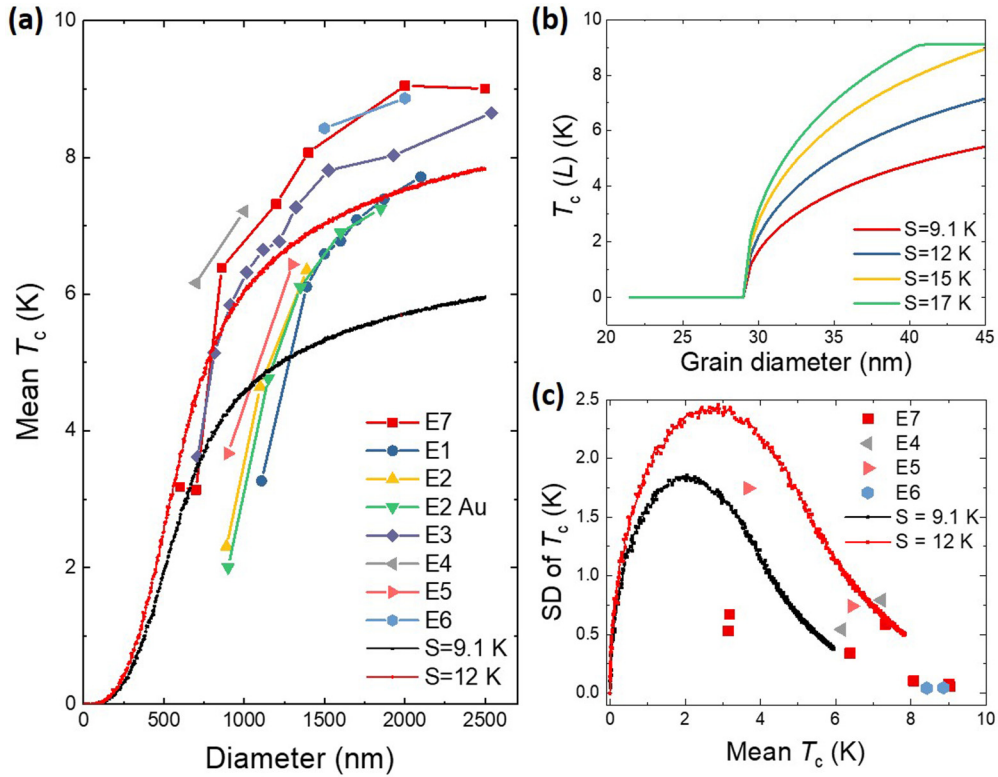 (a)
10
8
6
4
2
0
Mean Tc (K)
0 500 1000 1500 2000 2500
Diameter (nm)
E7
E1
E2
E2 Au
E3
E4
E5
E6
S=9.1 K
S=12 K
(b)
10
8
6
4
2
0
Tc (L) (K)
20 25 30 35 40 45
Grain diameter (nm)
S=9.1 K
S=12 K
S=15 K
S=17 K
(c)
2.5
2.0
1.5
1.0
0.5
0.0
SD of Tc (K)
0 2 4 6 8 10
Mean Tc (K)
E7
E4
E5
E6
S = 9.1 K
S = 12 K